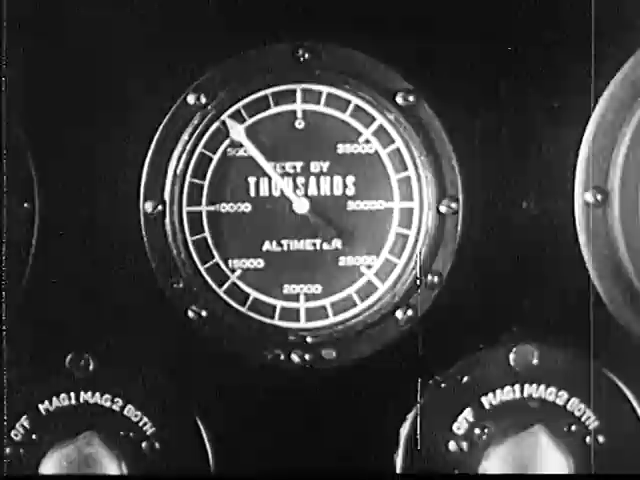 0
5000
35000
FEET BY
THOUSANDS
10000
30000
ALTIMETER
15000
25000
20000
OFF MAG1 MAG2 BOTH
OFF MAG1 MAG2 BOTH